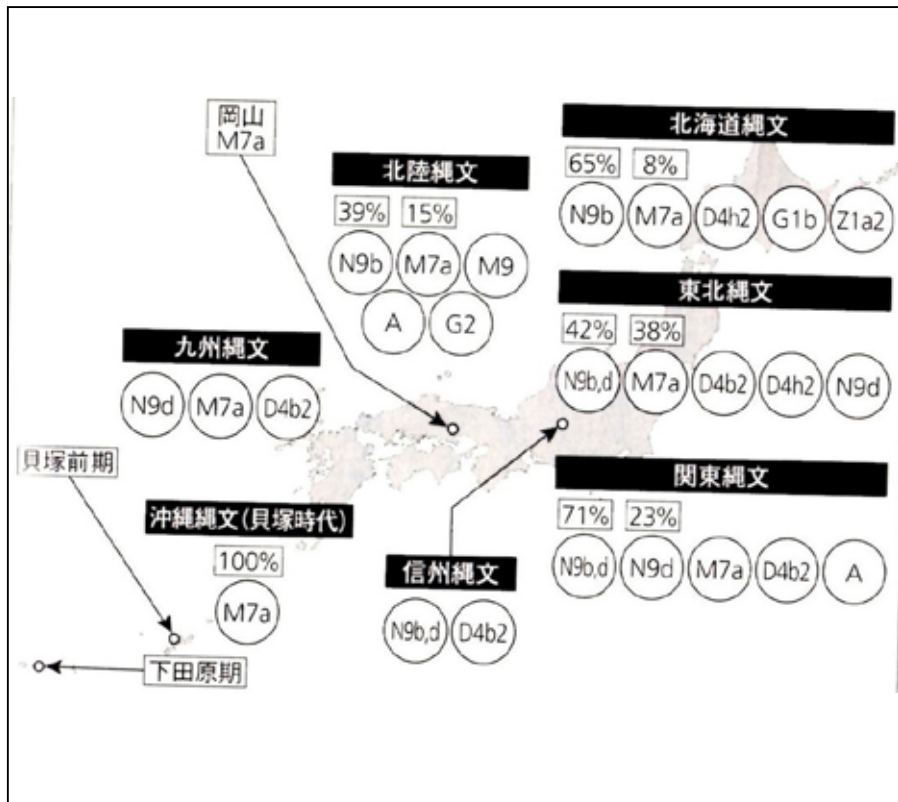 岡山
M7a
北陸縄文
39% 15%
N9b M7a M9
A G2
北海道縄文
65% 8%
N9b M7a D4h2 G1b Z1a2
東北縄文
42% 38%
N9b,d M7a D4b2 D4h2 N9d
九州縄文
N9d M7a D4b2
貝塚前期
沖縄縄文(貝塚時代)
100%
M7a
下田原期
信州縄文
N9b,d D4b2
関東縄文
71% 23%
N9b,d N9d M7a D4b2 A